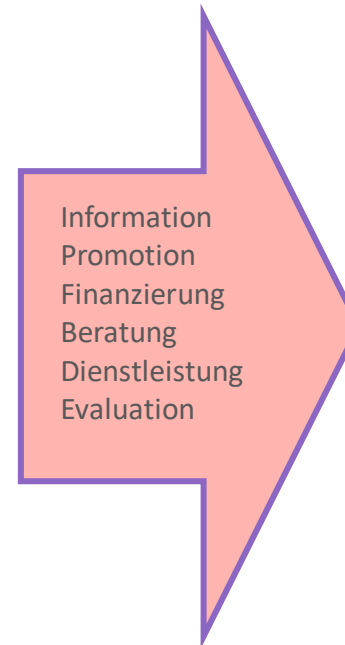 Information
Promotion
Finanzierung
Beratung
Dienstleistung
Evaluation